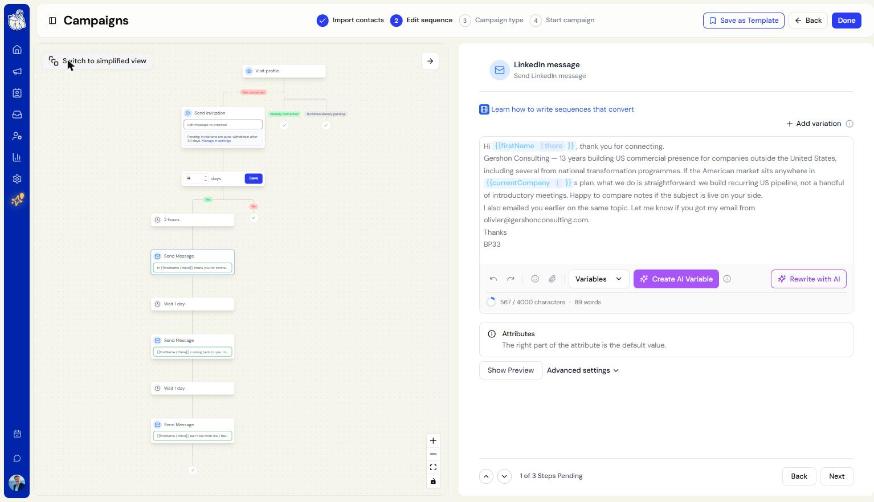 Campaigns
Import contacts
2 Edit sequence
3 Campaign type
4 Start campaign
Save as Template
Back
Done
Switch to simplified view
Visit profile
Send Invitation
days
Save
Yes
No
2 hours
Send Message
Wait 1 day
Send Message
Wait 1 day
Send Message
LinkedIn message
Send LinkedIn message
Learn how to write sequences that convert
+ Add variation
Hi {{firstName | there }}, thank you for connecting.
Gershon Consulting — 13 years building US commercial presence for companies outside the United States,
including several from national transformation programmes. If the American market sits anywhere in
{{currentCompany | }} s plan, what we do is straightforward: we build recurring US pipeline, not a handful
of introductory meetings. Happy to compare notes if the subject is live on your side.
I also emailed you earlier on the same topic. Let me know if you got my email from
olivier@gershonconsulting.com.
Thanks
BP33
Variables
Create AI Variable
Rewrite with AI
567 / 4000 characters · 89 words
Attributes
The right part of the attribute is the default value.
Show Preview
Advanced settings
1 of 3 Steps Pending
Back
Next